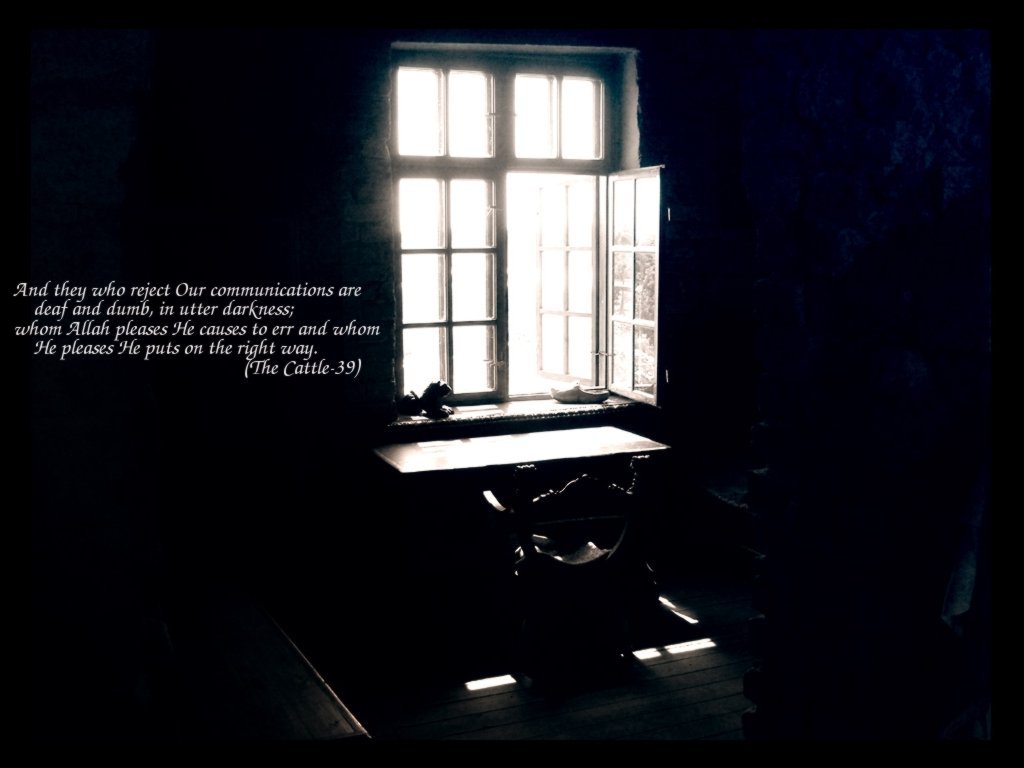 And they who reject Our communications are
deaf and dumb, in utter darkness;
whom Allah pleases He causes to err and whom
He pleases He puts on the right way.
(The Cattle-39)